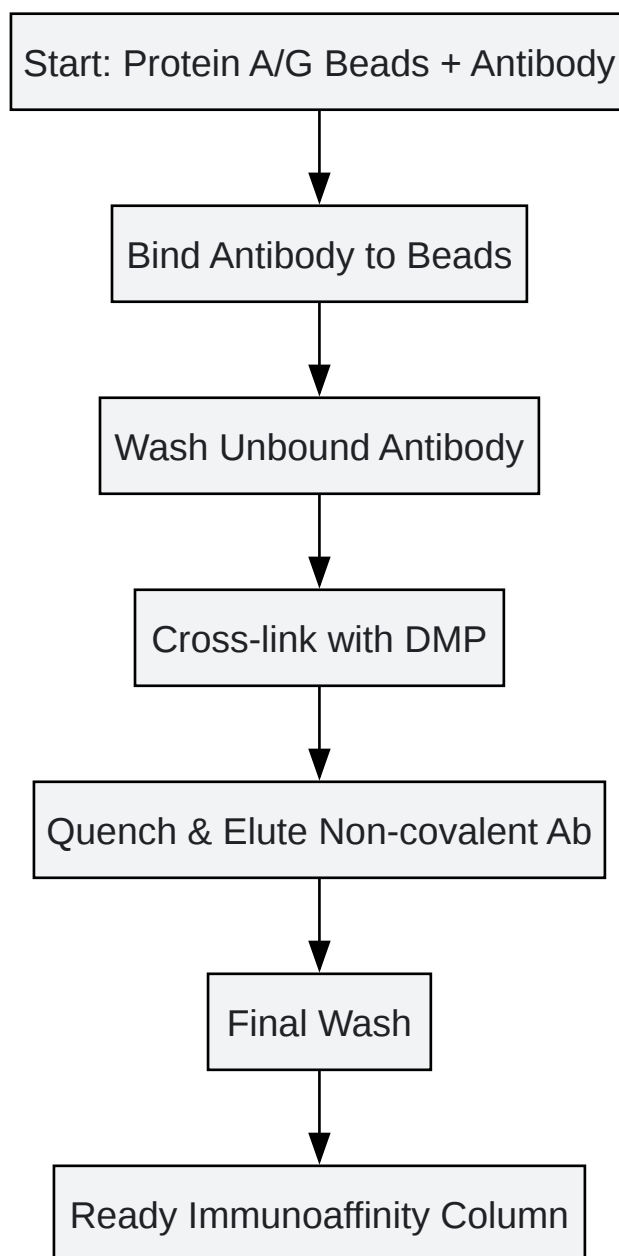 Start: Protein A/G Beads + Antibody
Bind Antibody to Beads
Wash Unbound Antibody
Cross-link with DMP
Quench & Elute Non-covalent Ab
Final Wash
Ready Immunoaffinity Column